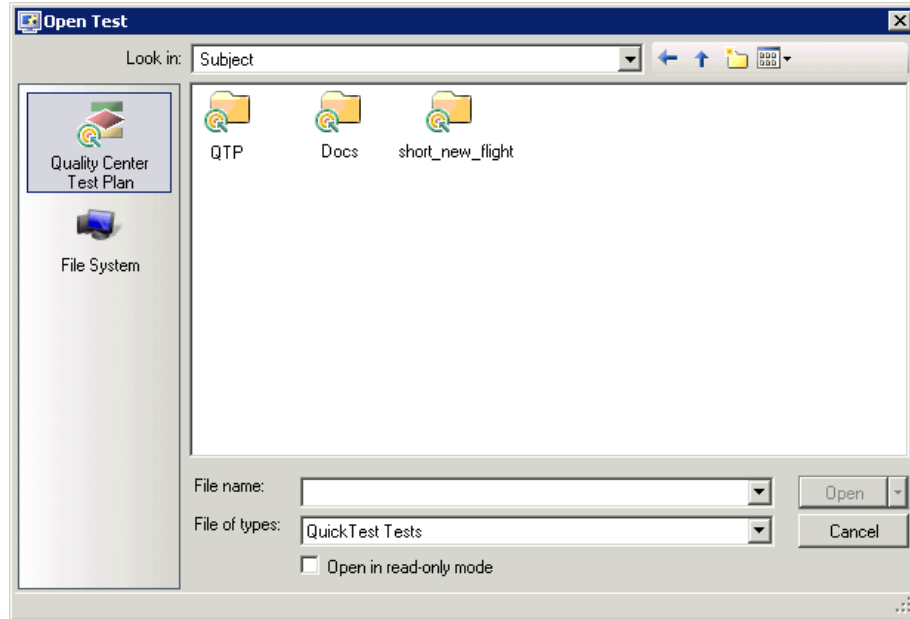 Open Test
Look in: Subject
Quality Center
Test Plan
File System
QTP
Docs
short_new_flight
File name:
Open
File of types: QuickTest Tests
Cancel
Open in read-only mode